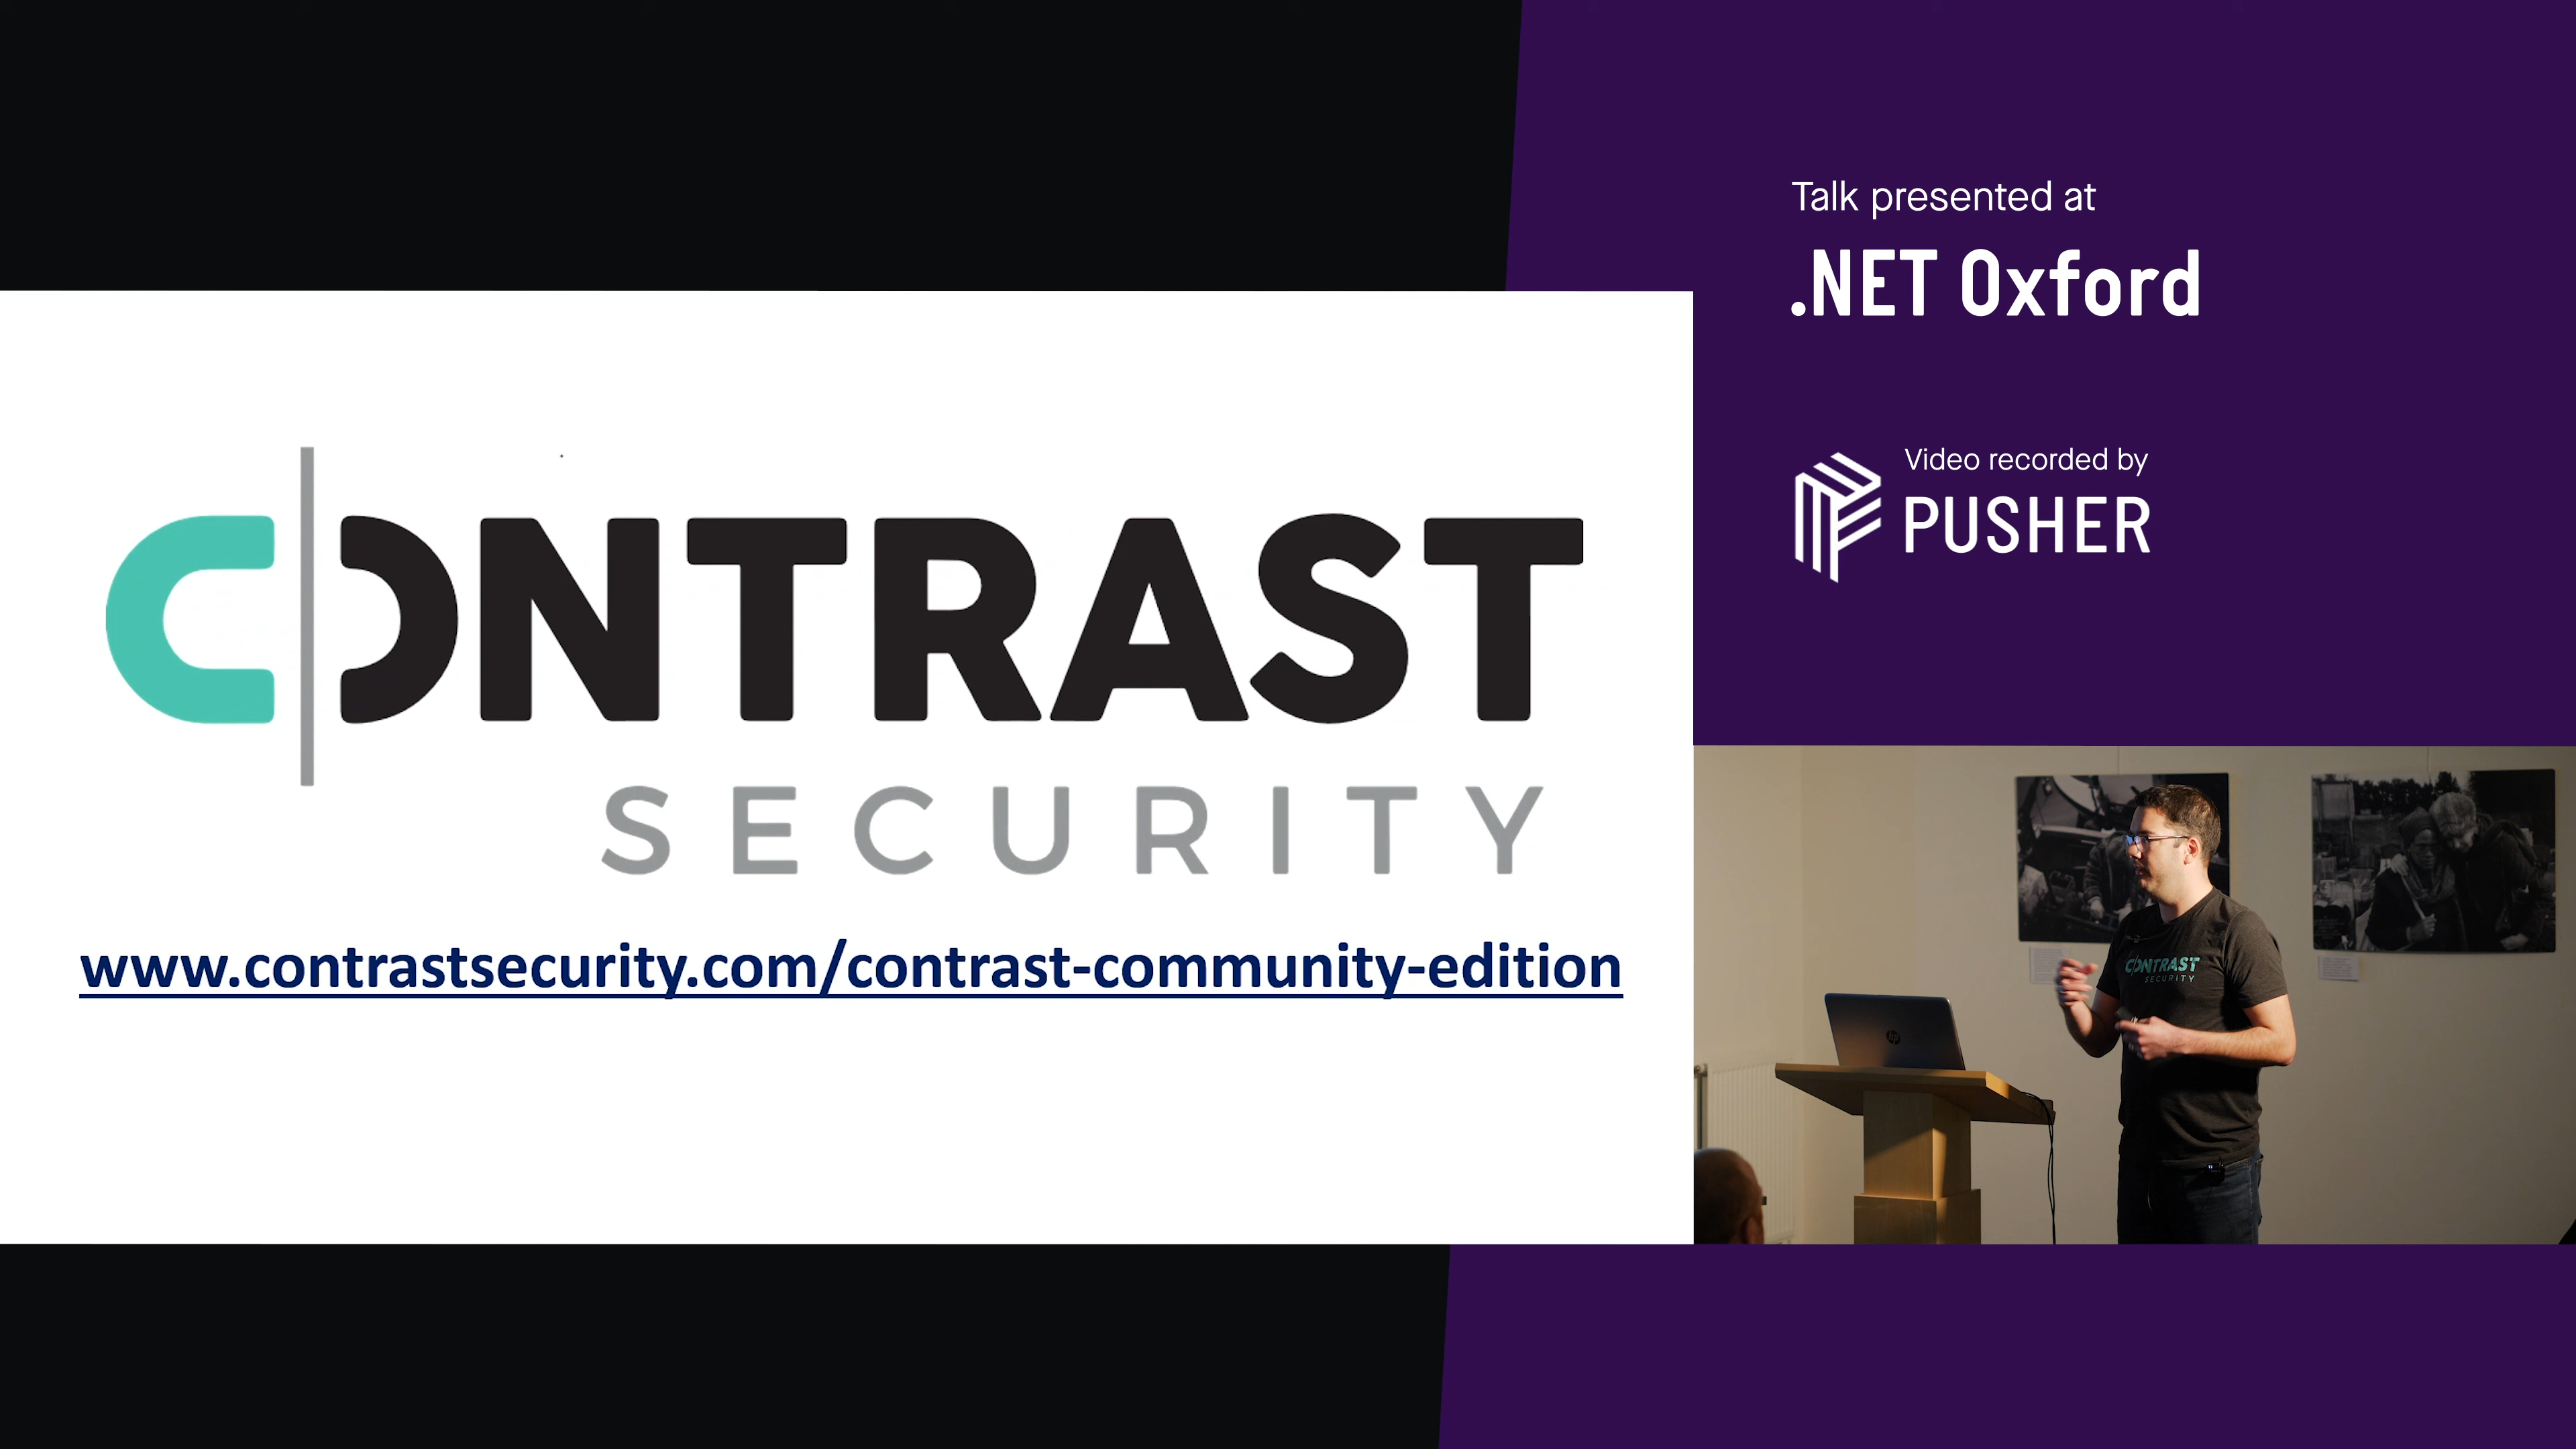 Talk presented at
.NET Oxford
Video recorded by
PUSHER
CONTRAST
SECURITY
www.contrastsecurity.com/contrast-community-edition
CONTRAST
SECURITY
hp